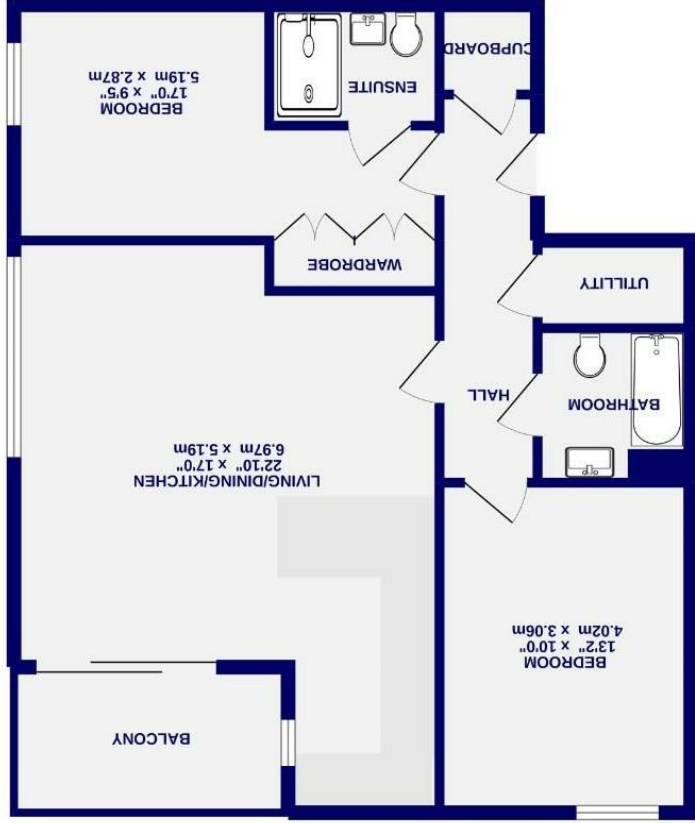 BALCONY
BEDROOM
13'2" x 10'0"
4.02m x 3.06m
LIVING/DINING/KITCHEN
22'10" x 17'0"
6.97m x 5.19m
BATHROOM
HALL
UTILLITY
WARDROBE
BEDROOM
17'0" x 9'5"
5.19m x 2.87m
ENSUITE
CUPBOARD